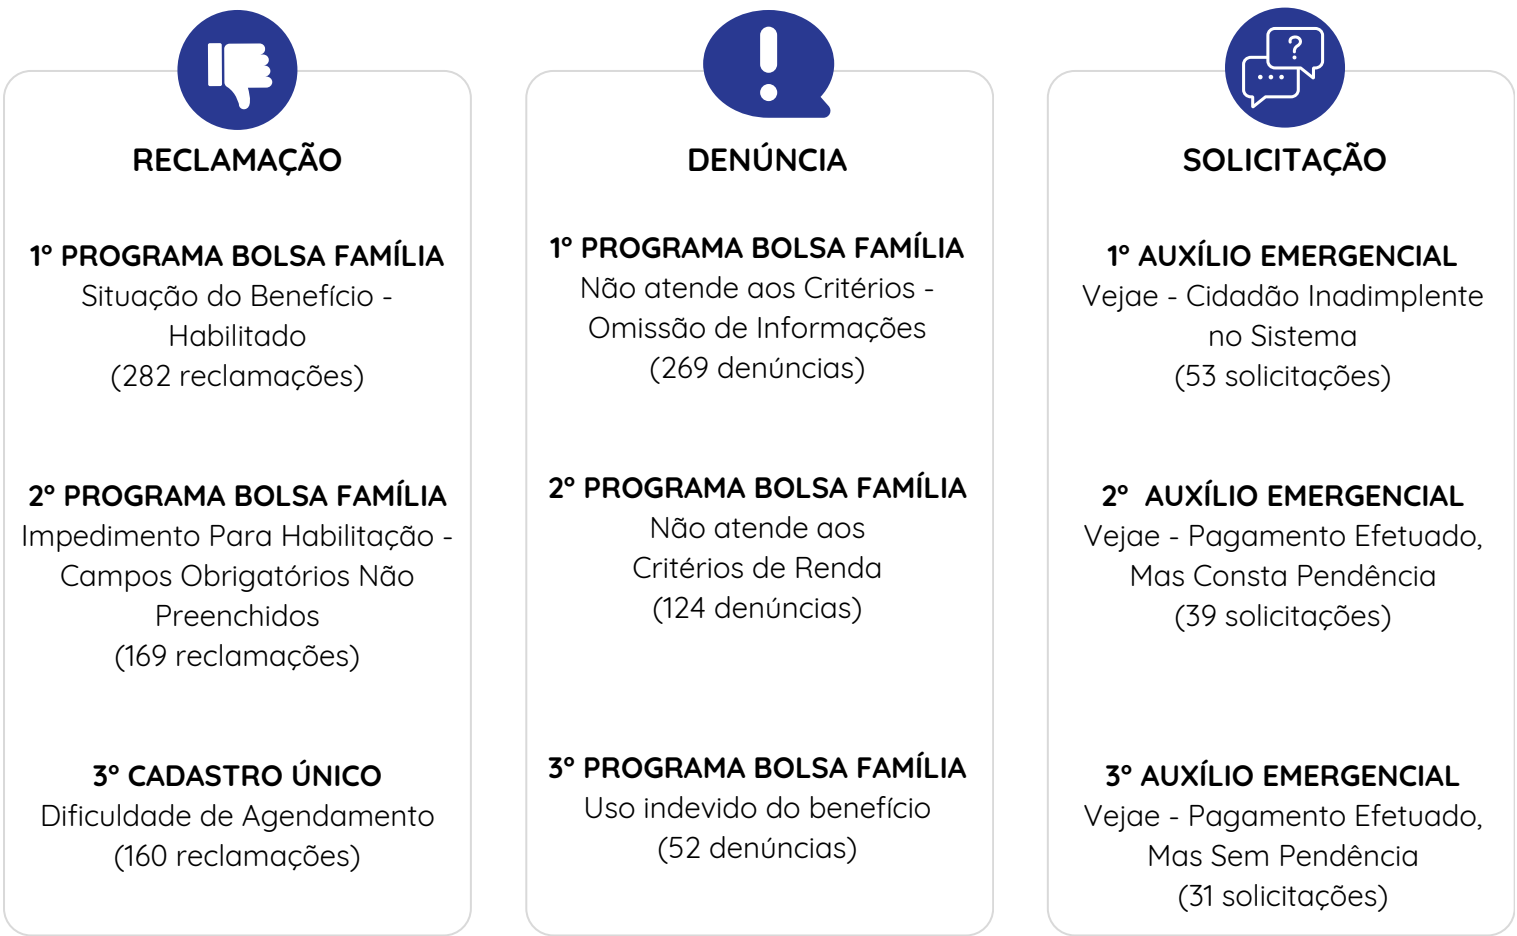 RECLAMAÇÃO
1º PROGRAMA BOLSA FAMÍLIA
Situação do Benefício -
Habilitado
(282 reclamações)
2º PROGRAMA BOLSA FAMÍLIA
Impedimento Para Habilitação -
Campos Obrigatórios Não
Preenchidos
(169 reclamações)
3º CADASTRO ÚNICO
Dificuldade de Agendamento
(160 reclamações)
DENÚNCIA
1º PROGRAMA BOLSA FAMÍLIA
Não atende aos Critérios -
Omissão de Informações
(269 denúncias)
2º PROGRAMA BOLSA FAMÍLIA
Não atende aos
Critérios de Renda
(124 denúncias)
3º PROGRAMA BOLSA FAMÍLIA
Uso indevido do benefício
(52 denúncias)
?
SOLICITAÇÃO
1º AUXÍLIO EMERGENCIAL
Vejae - Cidadão Inadimplente
no Sistema
(53 solicitações)
2º AUXÍLIO EMERGENCIAL
Vejae - Pagamento Efetuado,
Mas Consta Pendência
(39 solicitações)
3º AUXÍLIO EMERGENCIAL
Vejae - Pagamento Efetuado,
Mas Sem Pendência
(31 solicitações)